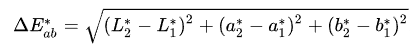 ΔE*ab = √(L*2 − L*1)² + (a*2 − a*1)² + (b*2 − b*1)²